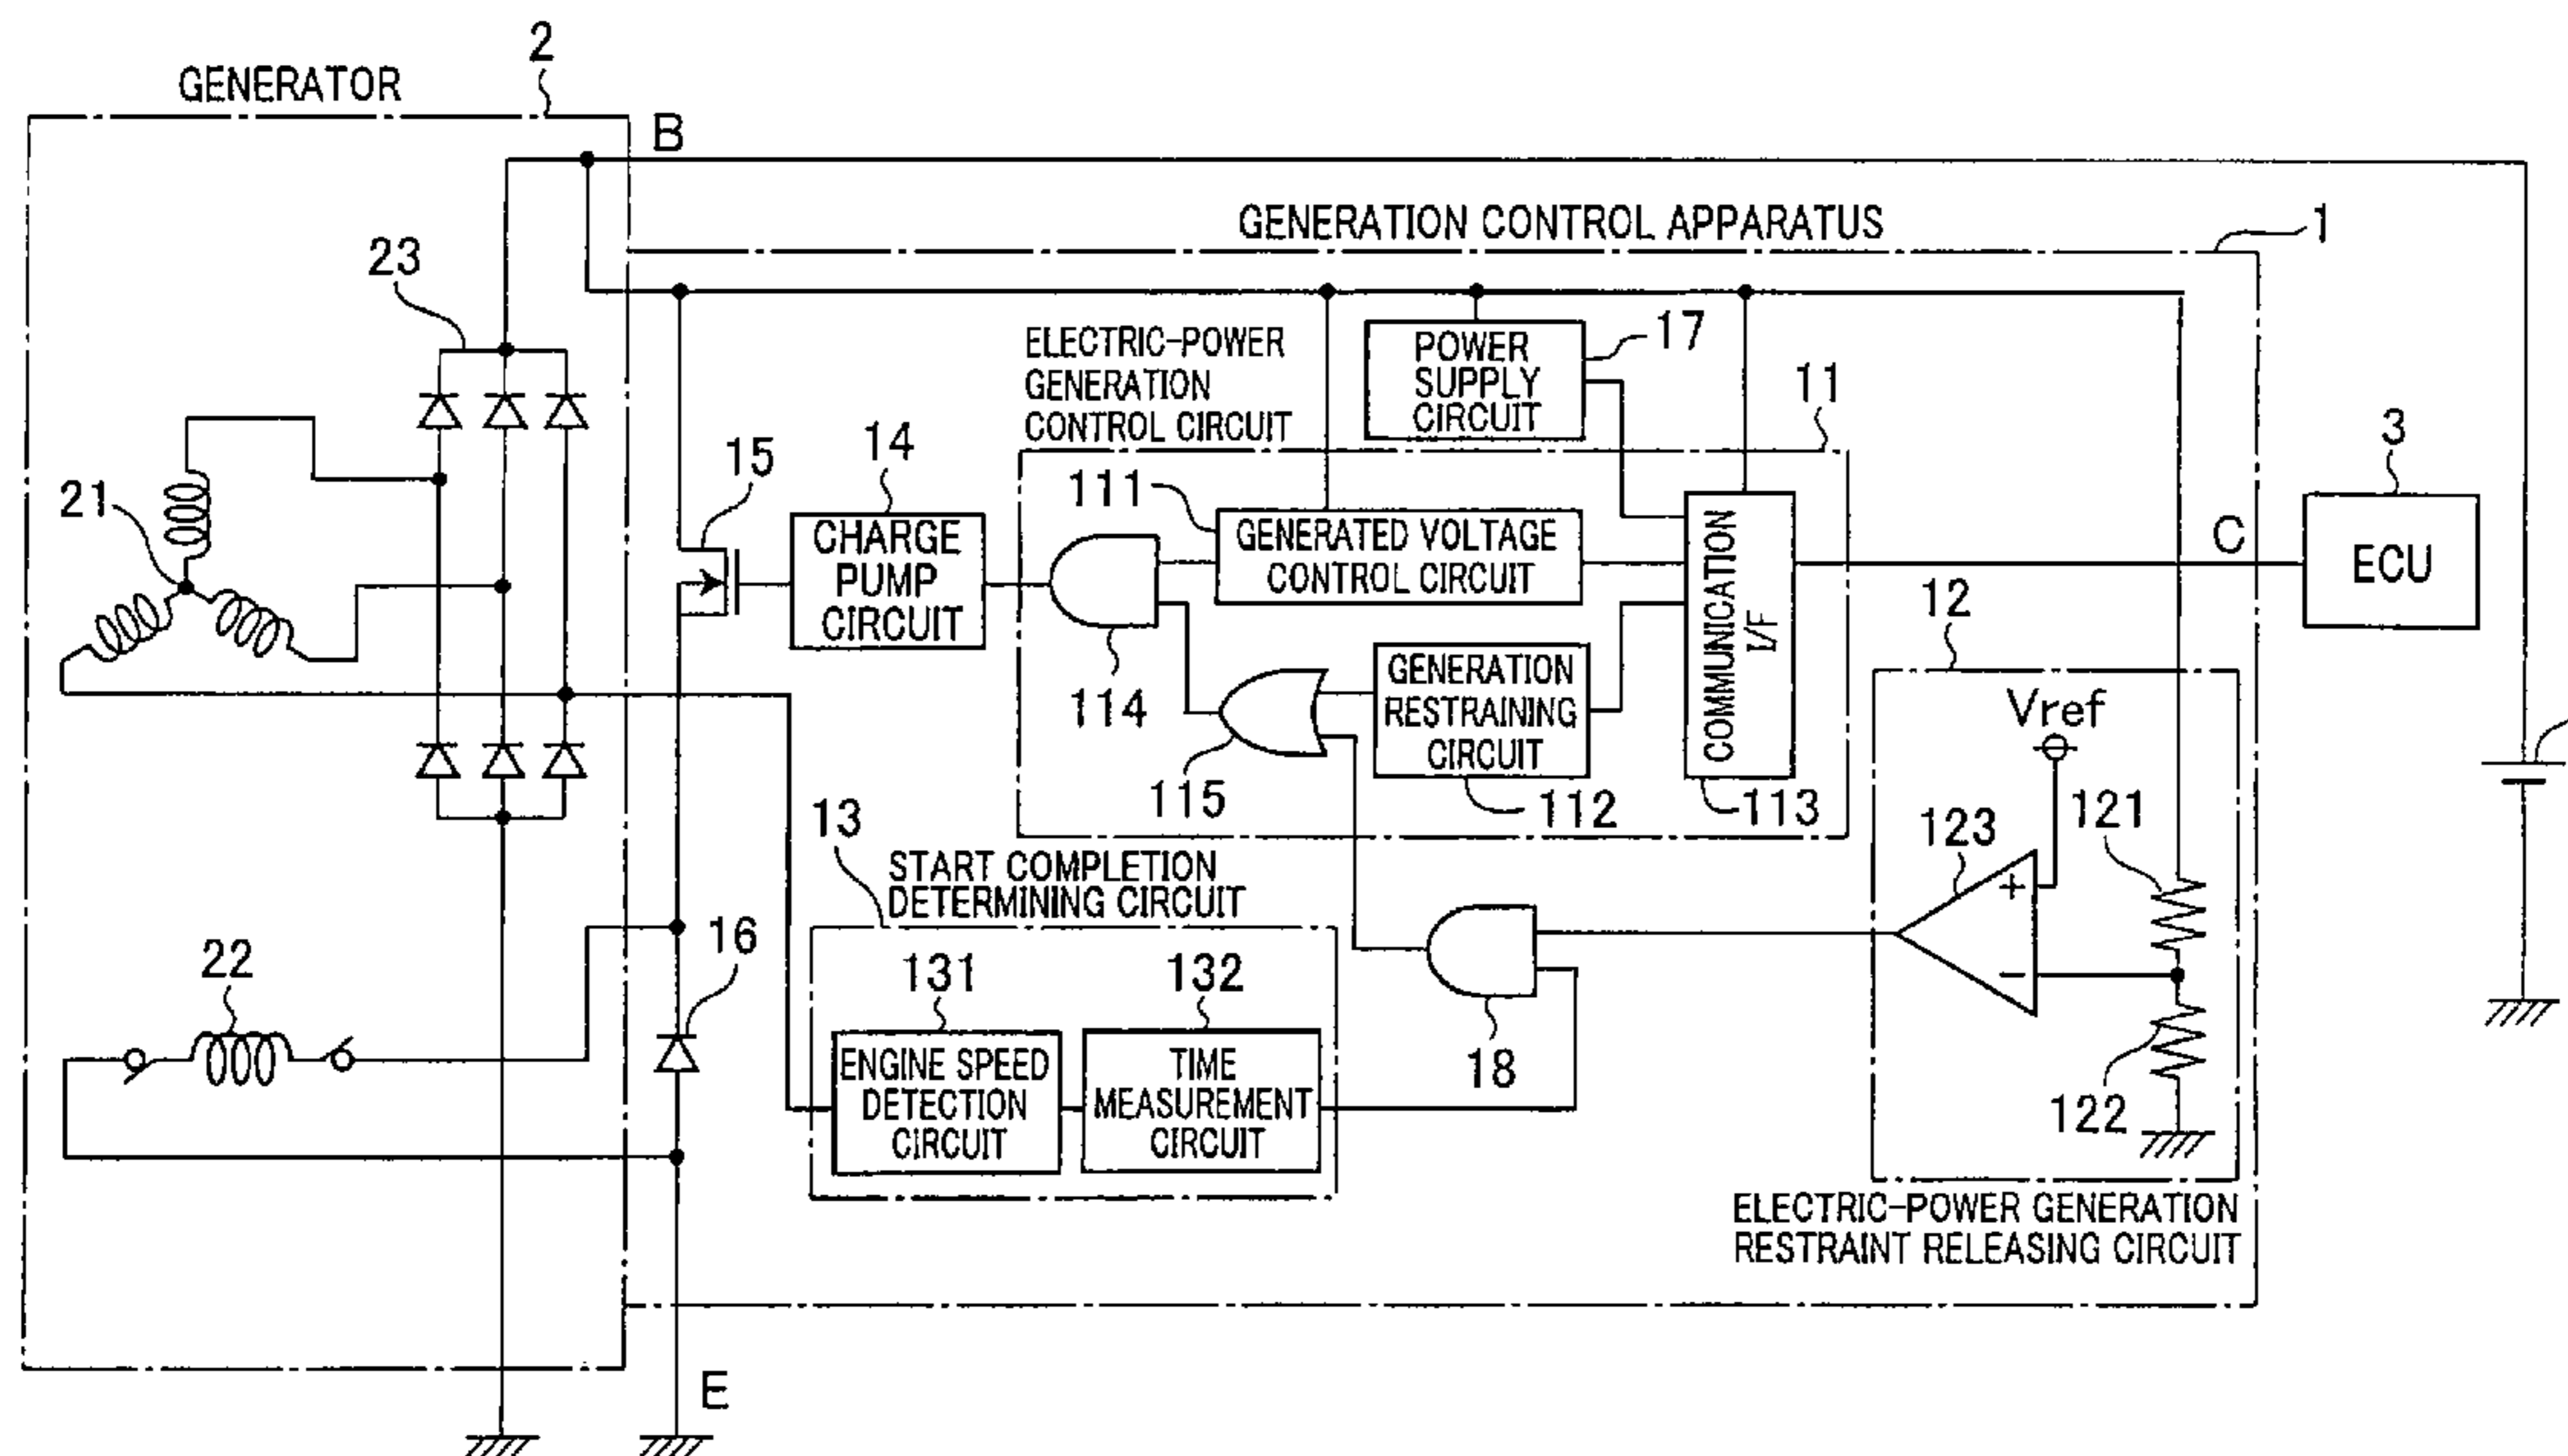 2
GENERATOR
B
GENERATION CONTROL APPARATUS
1
23
ELECTRIC-POWER
GENERATION
CONTROL CIRCUIT
POWER
SUPPLY
CIRCUIT
17
11
3
ECU
C
15
14
CHARGE
PUMP
CIRCUIT
111
GENERATED VOLTAGE
CONTROL CIRCUIT
COMMUNICATION
I/F
21
114
GENERATION
RESTRAINING
CIRCUIT
12
Vref
115
112
113
13
START COMPLETION
DETERMINING CIRCUIT
123
121
+
−
22
16
131
132
ENGINE SPEED
DETECTION
CIRCUIT
TIME
MEASUREMENT
CIRCUIT
18
122
ELECTRIC-POWER GENERATION
RESTRAINT RELEASING CIRCUIT
E